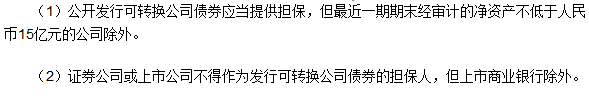 （1）公开发行可转换公司债券应当提供担保，但最近一期期末经审计的净资产不低于人民
币15亿元的公司除外。
（2）证券公司或上市公司不得作为发行可转换公司债券的担保人，但上市商业银行除外。